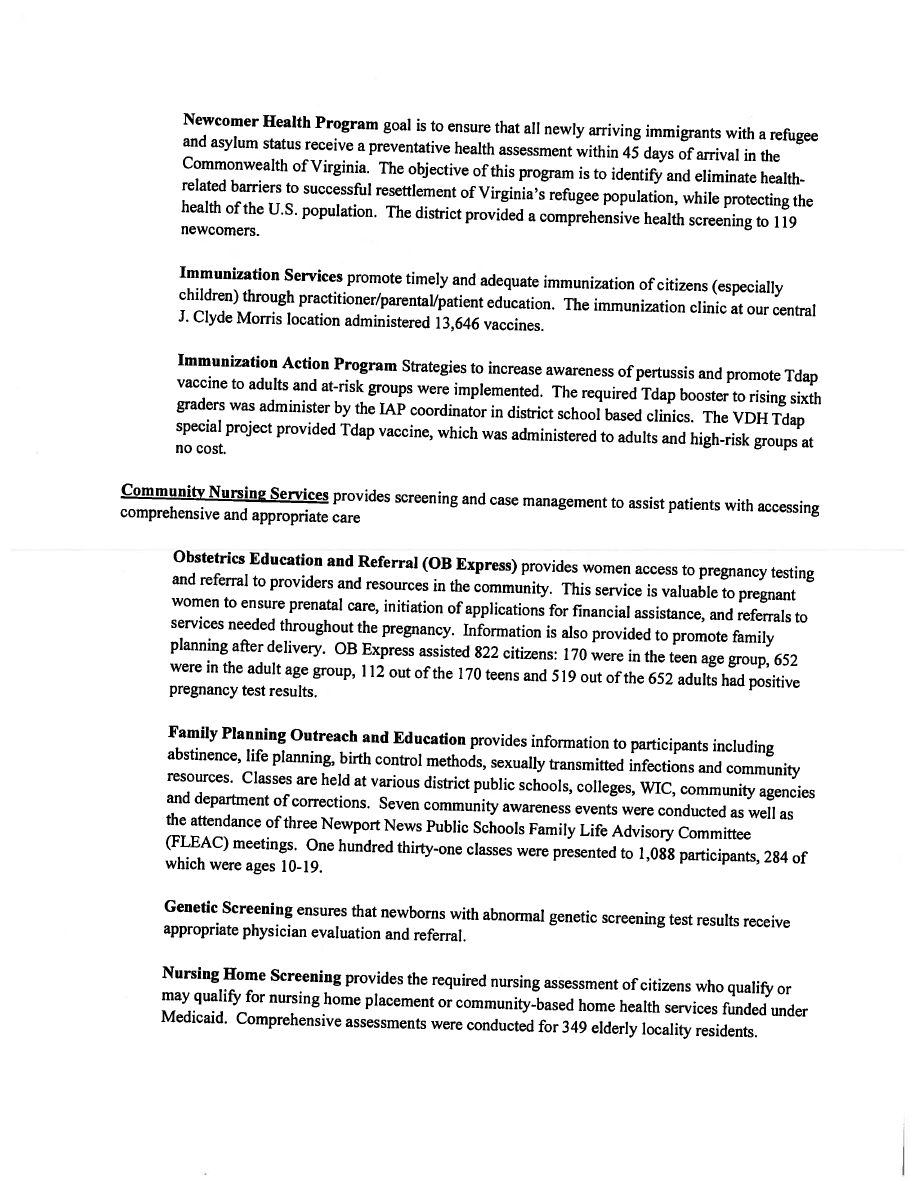 Newcomer Health Program goal is to ensure that all newly arriving immigrants with a refugee
and asylum status receive a preventative health assessment within 45 days of arrival in the
Commonwealth of Virginia. The objective of this program is to identify and eliminate health-
related barriers to successful resettlement of Virginia's refugee population, while protecting the
health of the U.S. population. The district provided a comprehensive health screening to 119
newcomers.
Immunization Services promote timely and adequate immunization of citizens (especially
children) through practitioner/parental/patient education. The immunization clinic at our central
J. Clyde Morris location administered 13,646 vaccines.
Immunization Action Program Strategies to increase awareness of pertussis and promote Tdap
vaccine to adults and at-risk groups were implemented. The required Tdap booster to rising sixth
graders was administer by the IAP coordinator in district school based clinics. The VDH Tdap
special project provided Tdap vaccine, which was administered to adults and high-risk groups at
no cost.
Community Nursing Services provides screening and case management to assist patients with accessing
comprehensive and appropriate care
Obstetrics Education and Referral (OB Express) provides women access to pregnancy testing
and referral to providers and resources in the community. This service is valuable to pregnant
women to ensure prenatal care, initiation of applications for financial assistance, and referrals to
services needed throughout the pregnancy. Information is also provided to promote family
planning after delivery. OB Express assisted 822 citizens: 170 were in the teen age group, 652
were in the adult age group, 112 out of the 170 teens and 519 out of the 652 adults had positive
pregnancy test results.
Family Planning Outreach and Education provides information to participants including
abstinence, life planning, birth control methods, sexually transmitted infections and community
resources. Classes are held at various district public schools, colleges, WIC, community agencies
and department of corrections. Seven community awareness events were conducted as well as
the attendance of three Newport News Public Schools Family Life Advisory Committee
(FLEAC) meetings. One hundred thirty-one classes were presented to 1,088 participants, 284 of
which were ages 10-19.
Genetic Screening ensures that newborns with abnormal genetic screening test results receive
appropriate physician evaluation and referral.
Nursing Home Screening provides the required nursing assessment of citizens who qualify or
may qualify for nursing home placement or community-based home health services funded under
Medicaid. Comprehensive assessments were conducted for 349 elderly locality residents.